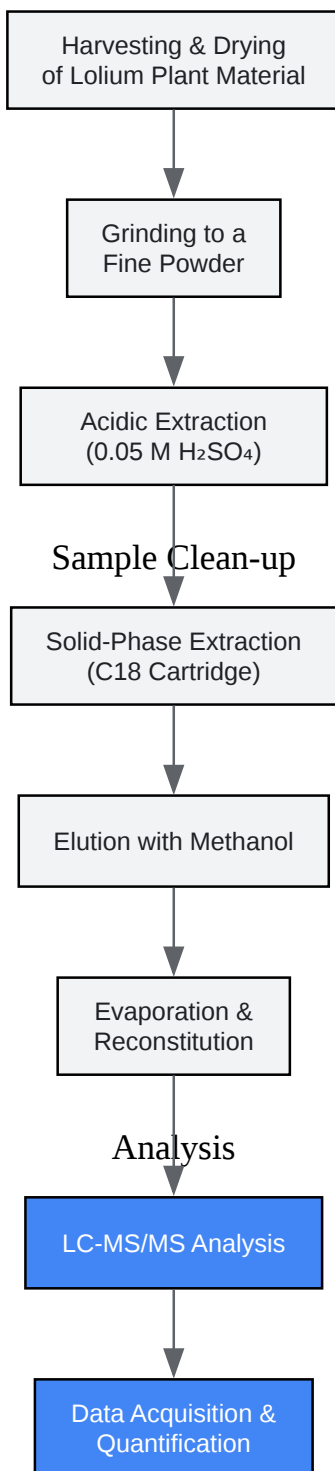 Harvesting & Drying
of Lolium Plant Material
Grinding to a
Fine Powder
Acidic Extraction
(0.05 M H₂SO₄)
Sample Clean-up
Solid-Phase Extraction
(C18 Cartridge)
Elution with Methanol
Evaporation &
Reconstitution
Analysis
LC-MS/MS Analysis
Data Acquisition &
Quantification